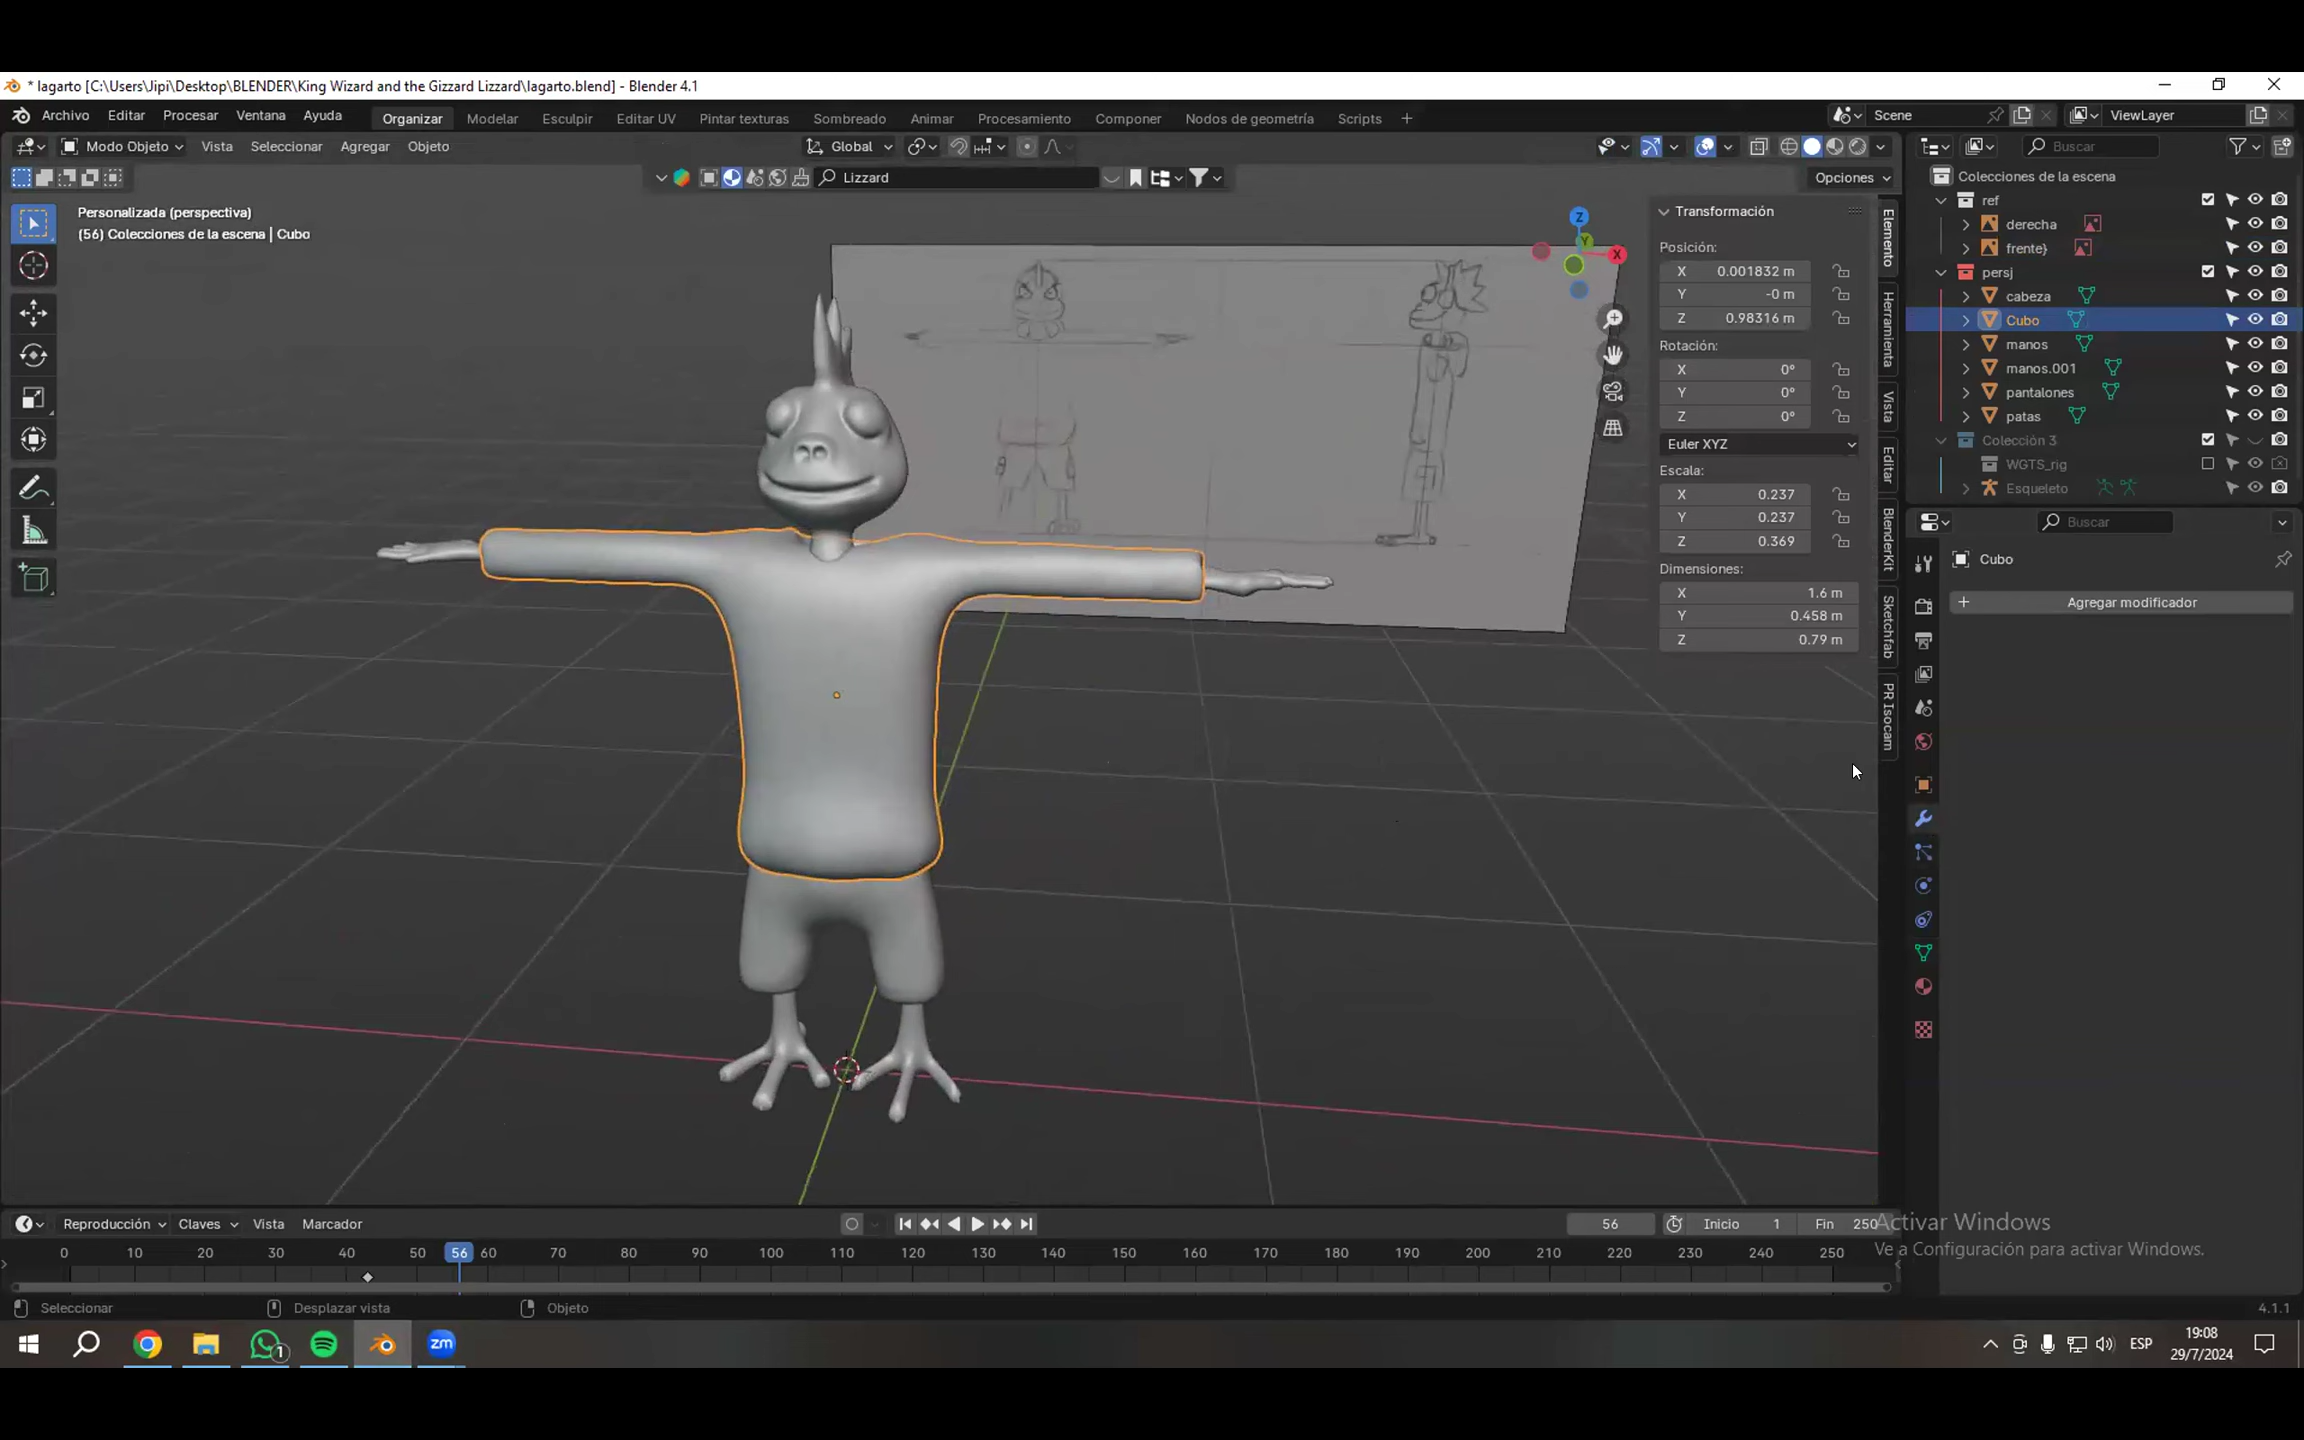 * lagarto [C:\Users\Jipi\Desktop\BLENDER\King Wizard and the Gizzard Lizzard\lagarto.blend] - Blender 4.1
Archivo Editar Procesar Ventana Ayuda Organizar Modelar Esculpir Editar UV Pintar texturas Sombreado Animar Procesamiento Componer Nodos de geometría Scripts + Scene ViewLayer
Modo Objeto Vista Seleccionar Agregar Objeto Global Buscar
Lizzard Opciones
Personalizada (perspectiva)
(56) Colecciones de la escena | Cubo
Z
Y
X
Transformación
Posición:
X 0.001832 m
Y -0 m
Z 0.98316 m
Rotación:
X 0°
Y 0°
Z 0°
Euler XYZ
Escala:
X 0.237
Y 0.237
Z 0.369
Dimensiones:
X 1.6 m
Y 0.458 m
Z 0.79 m
Elemento
Herramienta
Vista
Editar
BlenderKit
Sketchfab
PR Isocam
Colecciones de la escena
ref
derecha
frente}
persj
cabeza
Cubo
manos
manos.001
pantalones
patas
Colección 3
WGTS_rig
Esqueleto
Buscar
Cubo
+ Agregar modificador
Reproducción Claves Vista Marcador 56 Inicio 1 Fin 250
0 10 20 30 40 50 56 60 70 80 90 100 110 120 130 140 150 160 170 180 190 200 210 220 230 240 250
Activar Windows
Ve a Configuración para activar Windows.
Seleccionar Desplazar vista Objeto 4.1.1
1 zm ESP 19:08
29/7/2024